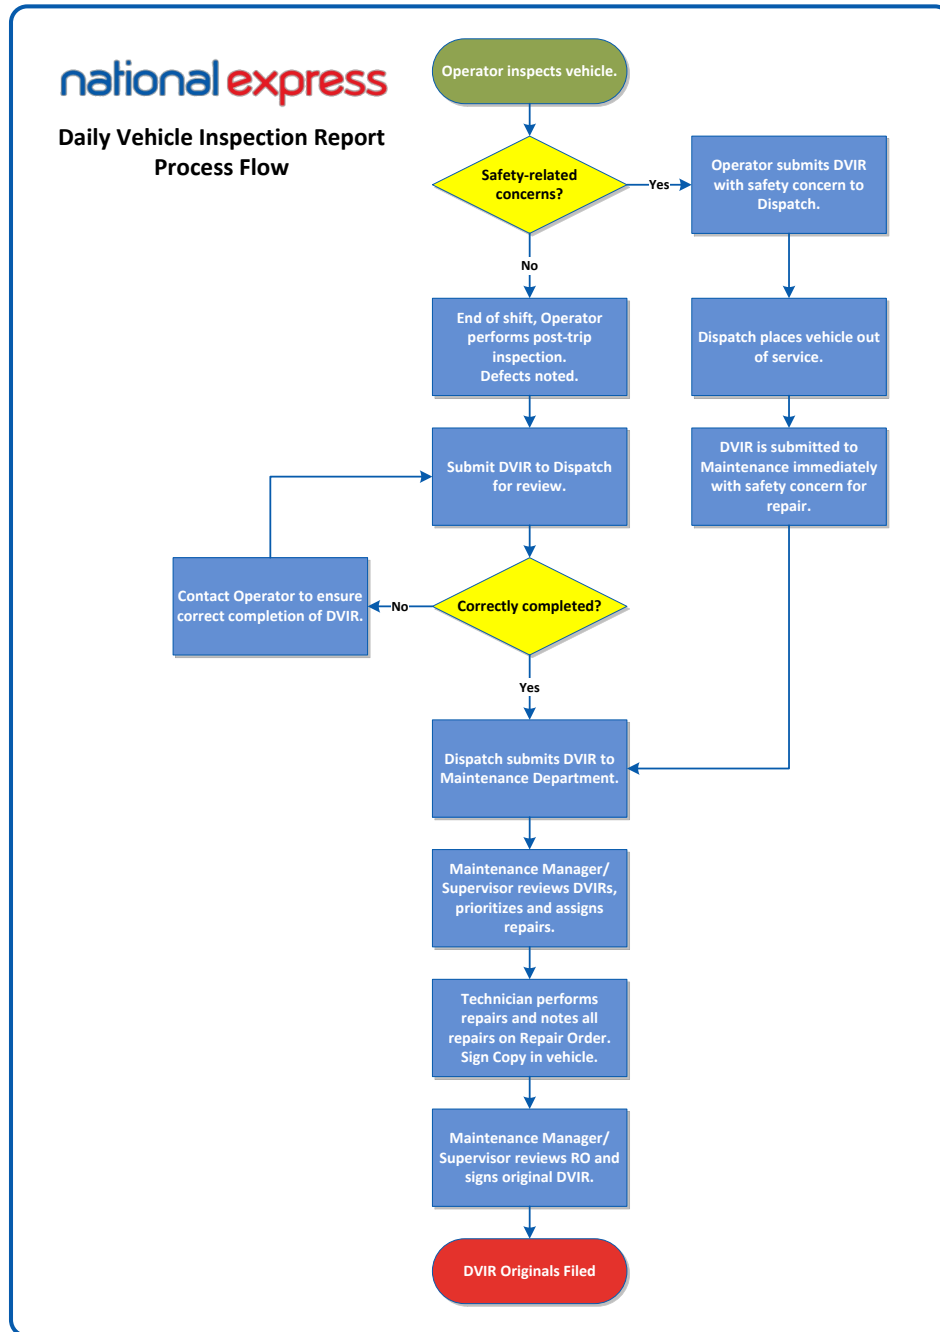 national express
Daily Vehicle Inspection Report
Process Flow
Operator inspects vehicle.
Safety-related
concerns?
Yes
Operator submits DVIR
with safety concern to
Dispatch.
No
End of shift, Operator
performs post-trip
inspection.
Defects noted.
Dispatch places vehicle out
of service.
Submit DVIR to Dispatch
for review.
DVIR is submitted to
Maintenance immediately
with safety concern for
repair.
Contact Operator to ensure
correct completion of DVIR.
No
Correctly completed?
Yes
Dispatch submits DVIR to
Maintenance Department.
Maintenance Manager/
Supervisor reviews DVIRs,
prioritizes and assigns
repairs.
Technician performs
repairs and notes all
repairs on Repair Order.
Sign Copy in vehicle.
Maintenance Manager/
Supervisor reviews RO and
signs original DVIR.
DVIR Originals Filed